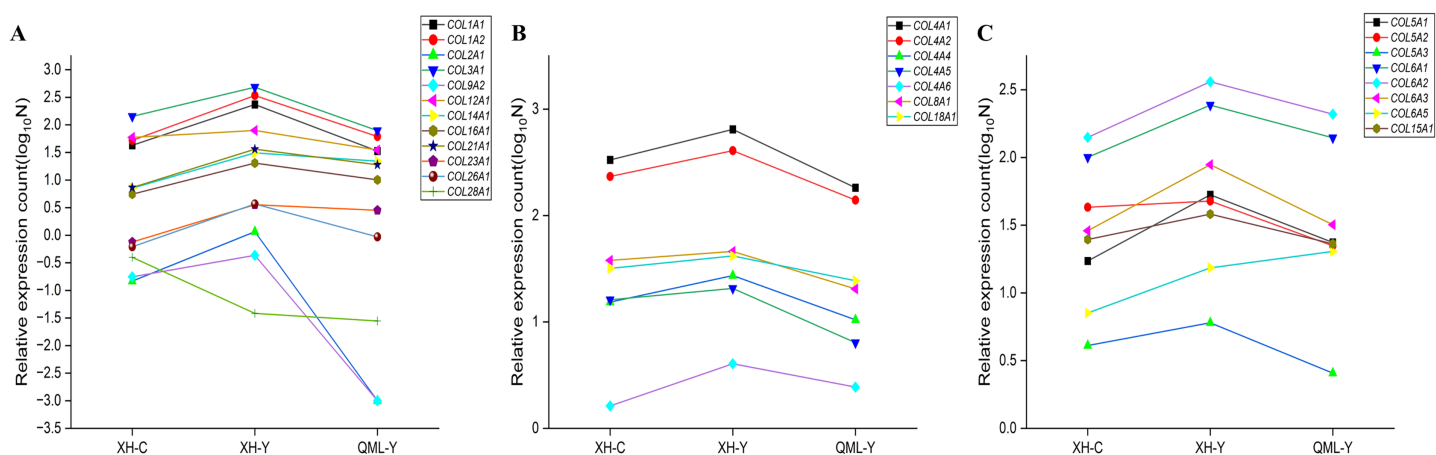 A
COL1A1
COL1A2
COL2A1
COL3A1
COL9A2
COL12A1
COL14A1
COL16A1
COL21A1
COL23A1
COL26A1
COL28A1
Relative expression count(log10N)
3.0
2.5
2.0
1.5
1.0
0.5
0.0
−0.5
−1.0
−1.5
−2.0
−2.5
−3.0
−3.5
XH-C
XH-Y
QML-Y
B
COL4A1
COL4A2
COL4A4
COL4A5
COL4A6
COL8A1
COL18A1
Relative expression count(log10N)
3
2
1
0
XH-C
XH-Y
QML-Y
C
COL5A1
COL5A2
COL5A3
COL6A1
COL6A2
COL6A3
COL6A5
COL15A1
Relative expression count(log10N)
2.5
2.0
1.5
1.0
0.5
0.0
XH-C
XH-Y
QML-Y